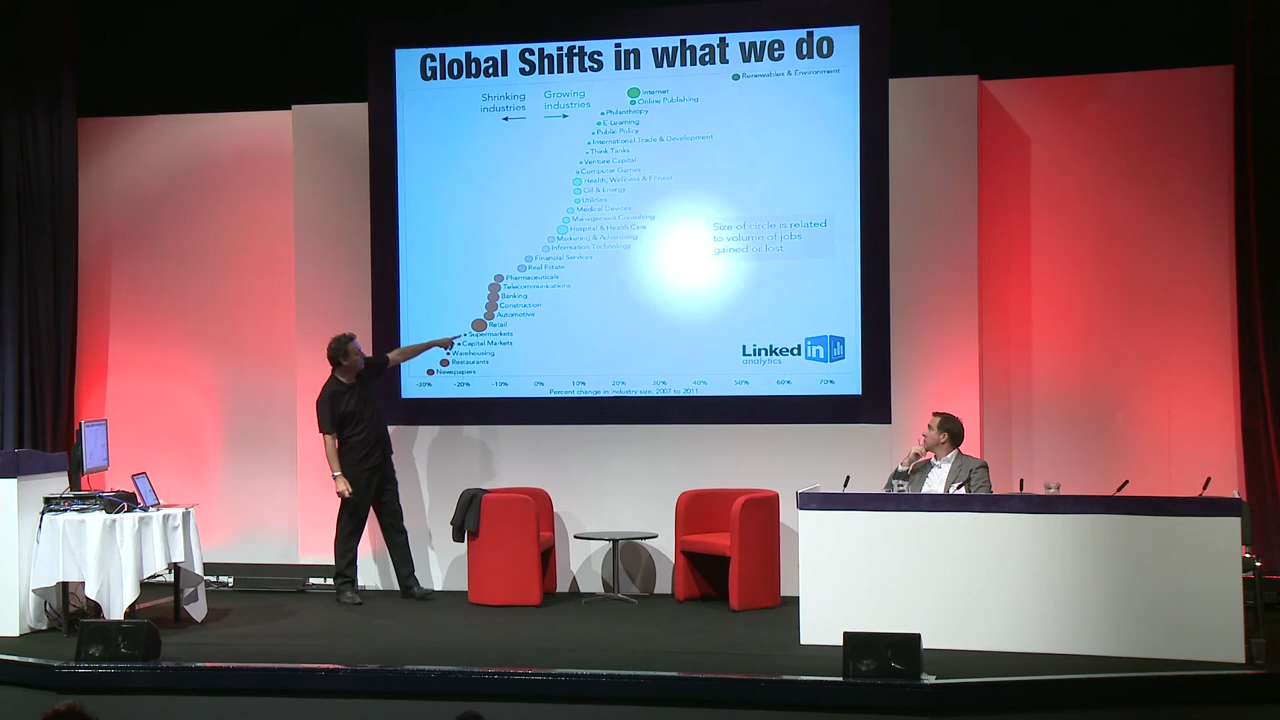 Global Shifts in what we do
Renewables & Environment
Shrinking
industries
Growing
industries
Internet
Online Publishing
Philanthropy
E-Learning
Public Policy
International Trade & Development
Think Tanks
Venture Capital
Computer Games
Health, Wellness & Fitness
Oil & Energy
Utilities
Medical Devices
Management Consulting
Hospital & Health Care
Marketing & Advertising
Information Technology
Financial Services
Real Estate
Pharmaceuticals
Telecommunications
Banking
Construction
Automotive
Retail
Supermarkets
Capital Markets
Warehousing
Restaurants
Newspapers
Size of circle is related
to volume of jobs
gained or lost
Linked in
analytics
-30% -20% -10% 0% 10% 20% 30% 40% 50% 60% 70%
Percent change in industry size, 2007 to 2011